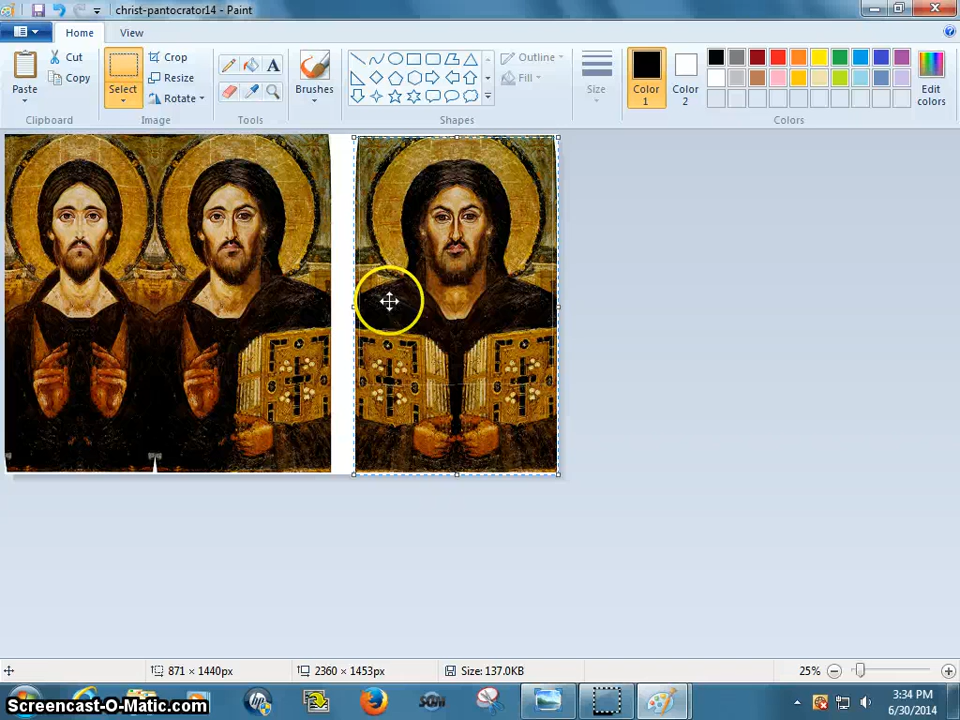 christ-pantocrator14 - Paint
Home
View
Paste
Cut
Copy
Clipboard
Select
Crop
Resize
Rotate
Image
A
Tools
Brushes
Outline
Fill
Shapes
Size
Color 1
Color 2
Edit colors
Colors
871 × 1440px
2360 × 1453px
Size: 137.0KB
25%
Screencast-O-Matic.com
hp
SCM
3:34 PM
6/30/2014